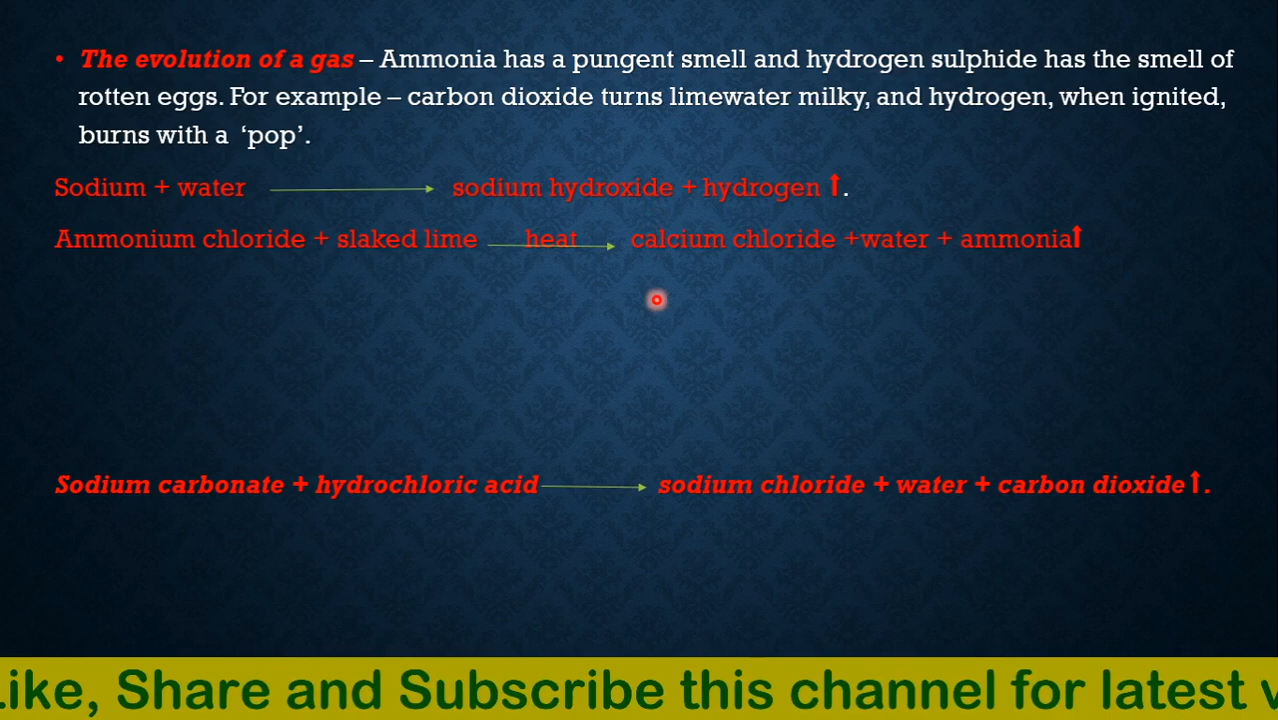 • The evolution of a gas – Ammonia has a pungent smell and hydrogen sulphide has the smell of
rotten eggs. For example – carbon dioxide turns limewater milky, and hydrogen, when ignited,
burns with a ‘pop’.
Sodium + water → sodium hydroxide + hydrogen ↑.
Ammonium chloride + slaked lime heat → calcium chloride +water + ammonia↑
Sodium carbonate + hydrochloric acid → sodium chloride + water + carbon dioxide↑.
Like, Share and Subscribe this channel for latest